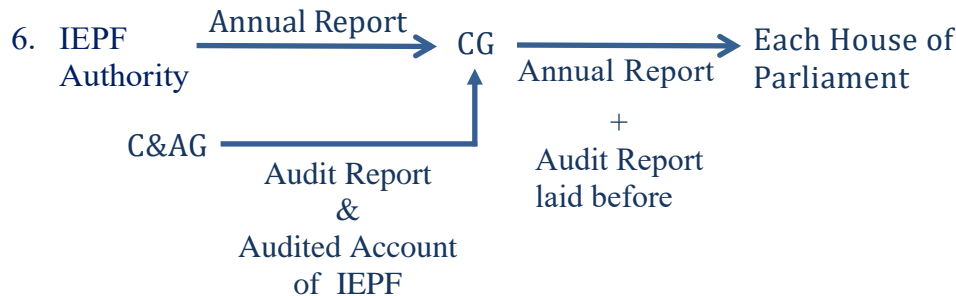 6. IEPF Authority
Annual Report
CG
Annual Report
+
Audit Report
laid before
Each House of
Parliament
C&AG
Audit Report
&
Audited Account
of IEPF